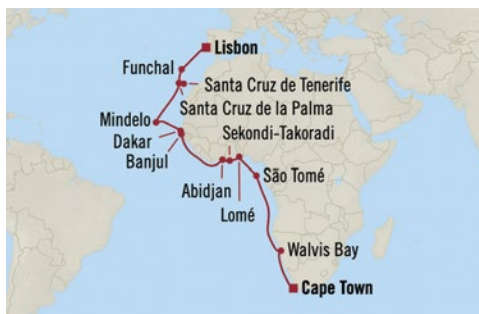 Lisbon
Funchal
Santa Cruz de Tenerife
Santa Cruz de la Palma
Mindelo
Sekondi-Takoradi
Dakar
Banjul
São Tomé
Abidjan
Lomé
Walvis Bay
Cape Town